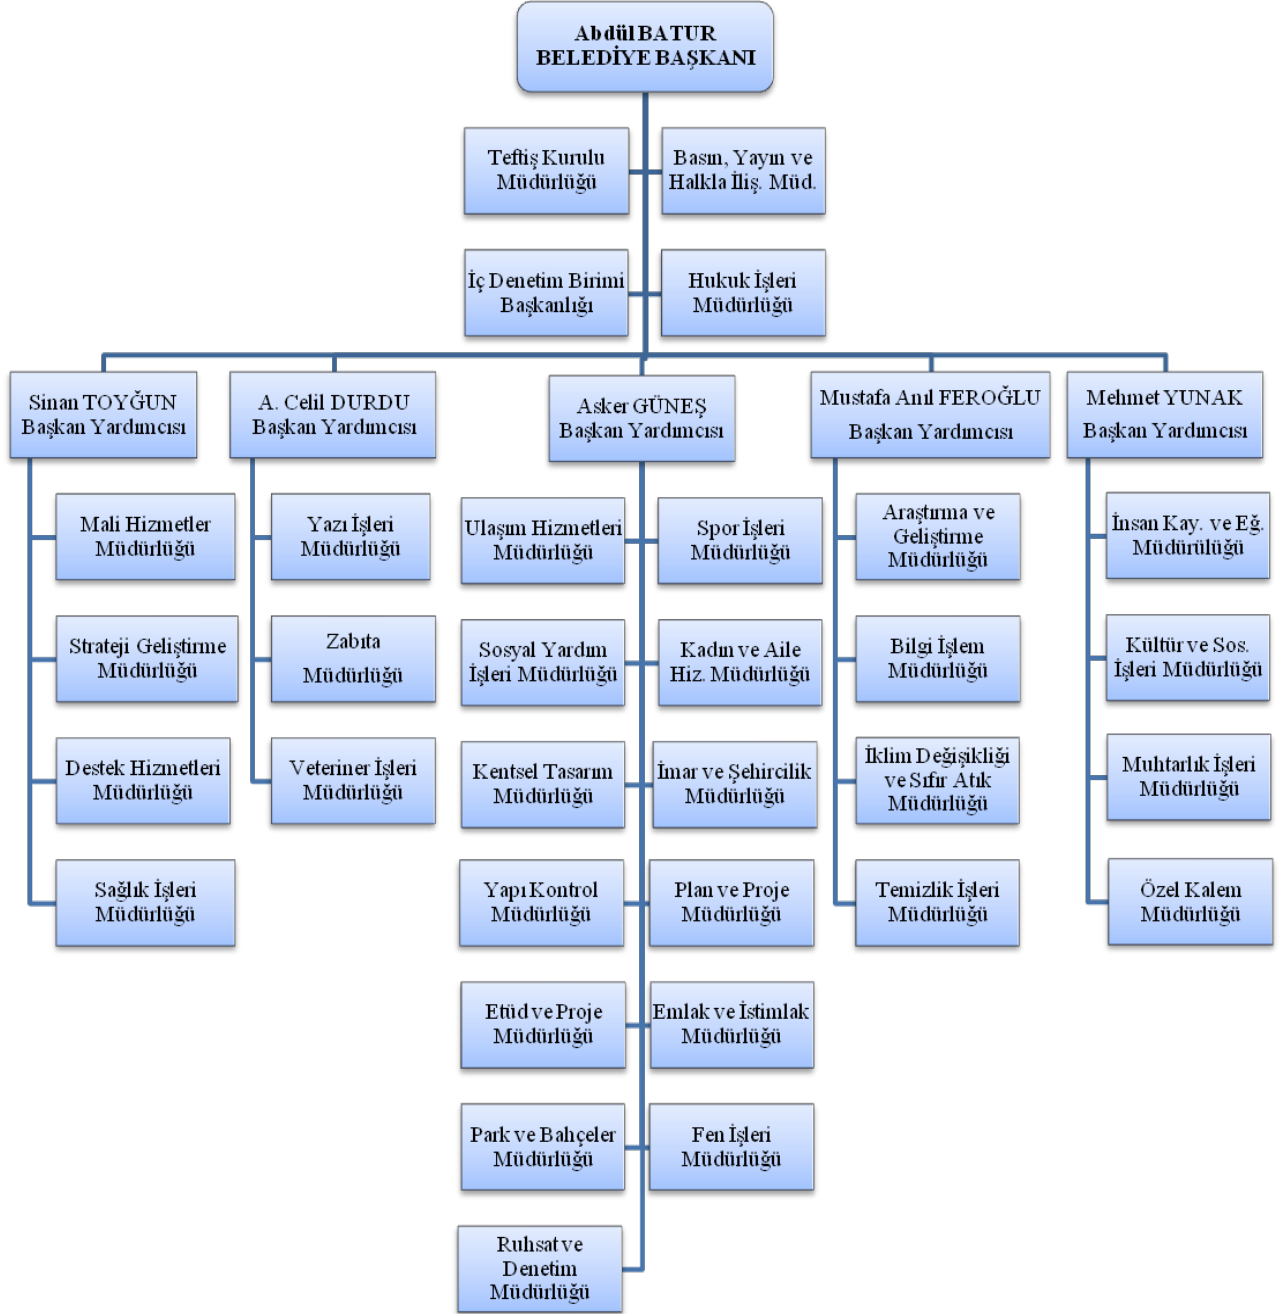 Abdül BATUR
BELEDİYE BAŞKANI
Teftiş Kurulu
Müdürlüğü
Basın, Yayın ve
Halkla İliş. Müd.
İç Denetim Birimi
Başkanlığı
Hukuk İşleri
Müdürlüğü
Sinan TOYĞUN
Başkan Yardımcısı
A. Celil DURDU
Başkan Yardımcısı
Asker GÜNEŞ
Başkan Yardımcısı
Mustafa Anıl FEROĞLU
Başkan Yardımcısı
Mehmet YUNAK
Başkan Yardımcısı
Mali Hizmetler
Müdürlüğü
Strateji Geliştirme
Müdürlüğü
Destek Hizmetleri
Müdürlüğü
Sağlık İşleri
Müdürlüğü
Yazı İşleri
Müdürlüğü
Zabıta
Müdürlüğü
Veteriner İşleri
Müdürlüğü
Ulaşım Hizmetleri
Müdürlüğü
Spor İşleri
Müdürlüğü
Sosyal Yardım
İşleri Müdürlüğü
Kadın ve Aile
Hiz. Müdürlüğü
Kentsel Tasarım
Müdürlüğü
İmar ve Şehircilik
Müdürlüğü
Yapı Kontrol
Müdürlüğü
Plan ve Proje
Müdürlüğü
Etüd ve Proje
Müdürlüğü
Emlak ve İstimlak
Müdürlüğü
Park ve Bahçeler
Müdürlüğü
Fen İşleri
Müdürlüğü
Ruhsat ve
Denetim
Müdürlüğü
Araştırma ve
Geliştirme
Müdürlüğü
Bilgi İşlem
Müdürlüğü
İklim Değişikliği
ve Sıfır Atık
Müdürlüğü
Temizlik İşleri
Müdürlüğü
İnsan Kay. ve Eğ.
Müdürülüğü
Kültür ve Sos.
İşleri Müdürlüğü
Muhtarlık İşleri
Müdürlüğü
Özel Kalem
Müdürlüğü